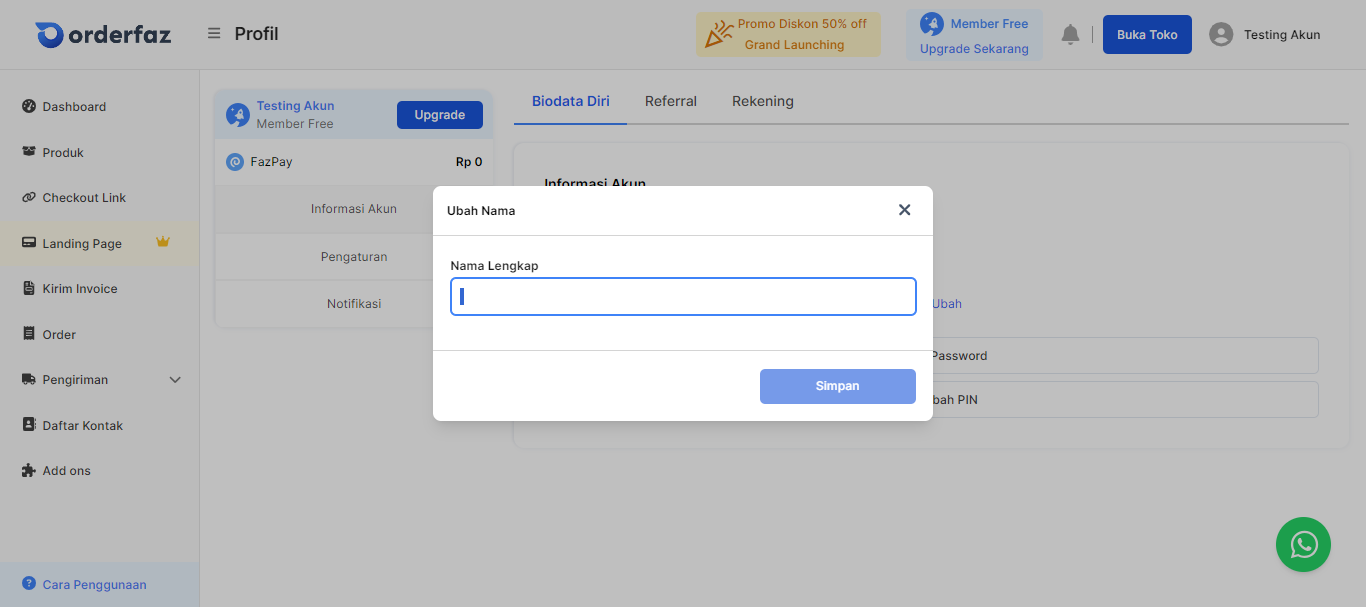 orderfaz
Profil
Promo Diskon 50% off
Grand Launching
Member Free
Upgrade Sekarang
Buka Toko
Testing Akun
Dashboard
Produk
Checkout Link
Landing Page
Kirim Invoice
Order
Pengiriman
Daftar Kontak
Add ons
Cara Penggunaan
Testing Akun
Member Free
Upgrade
FazPay
Rp 0
Informasi Akun
Pengaturan
Notifikasi
Biodata Diri
Referral
Rekening
Informasi Akun
Ubah
Password
bah PIN
Ubah Nama
Nama Lengkap
Simpan